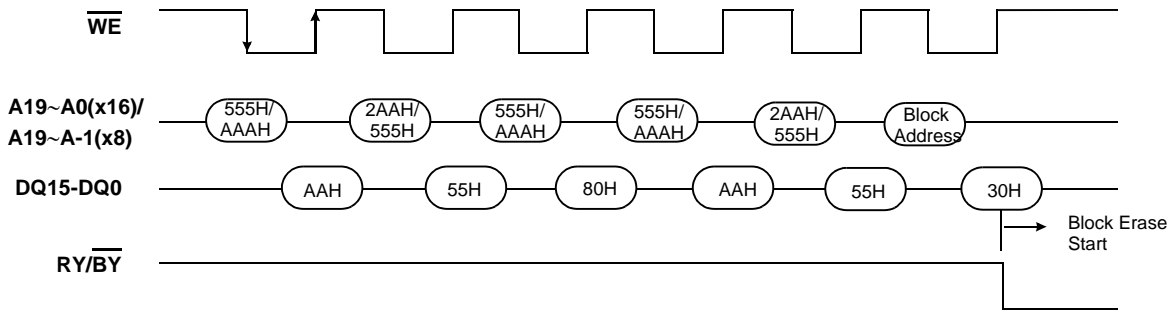 WE
A19~A0(x16)/
A19~A-1(x8)
555H/
AAAH
2AAH/
555H
555H/
AAAH
555H/
AAAH
2AAH/
555H
Block
Address
DQ15-DQ0
AAH
55H
80H
AAH
55H
30H
Block Erase
Start
RY/BY